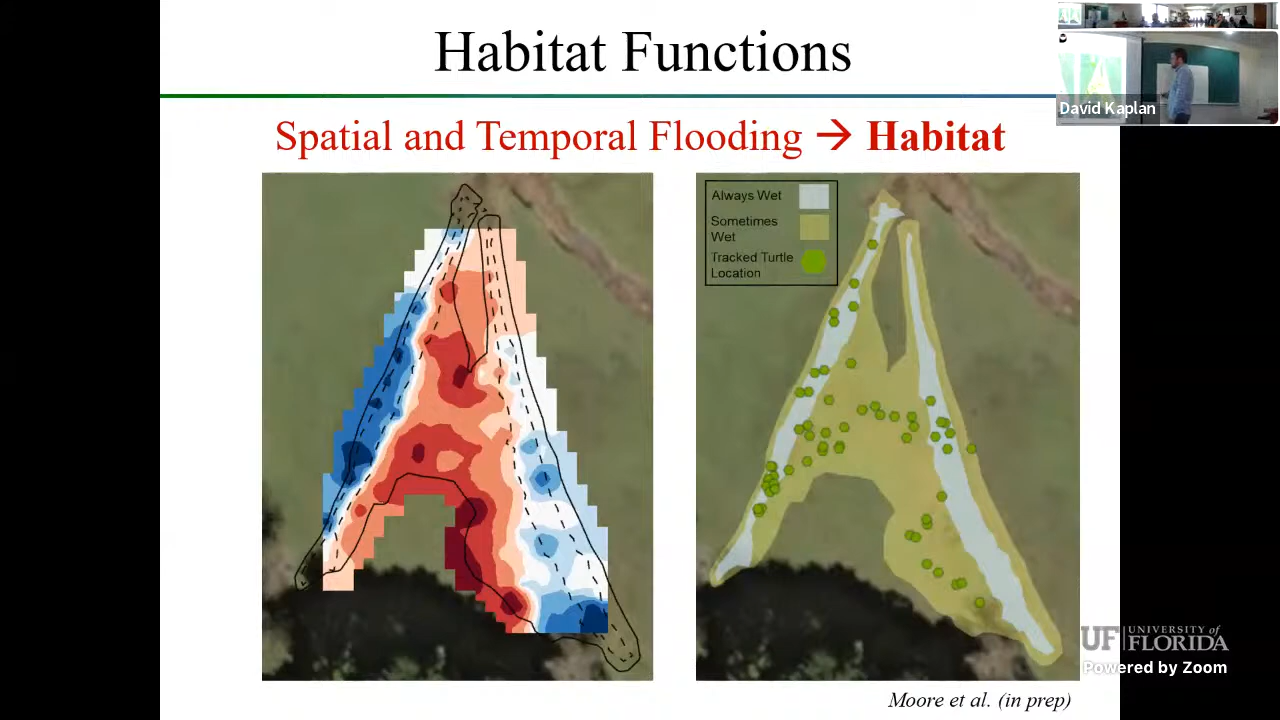 Habitat Functions
David Kaplan
Spatial and Temporal Flooding → Habitat
Always Wet
Sometimes
Wet
Tracked Turtle
Location
UF UNIVERSITY of
FLORIDA
Powered by Zoom
Moore et al. (in prep)